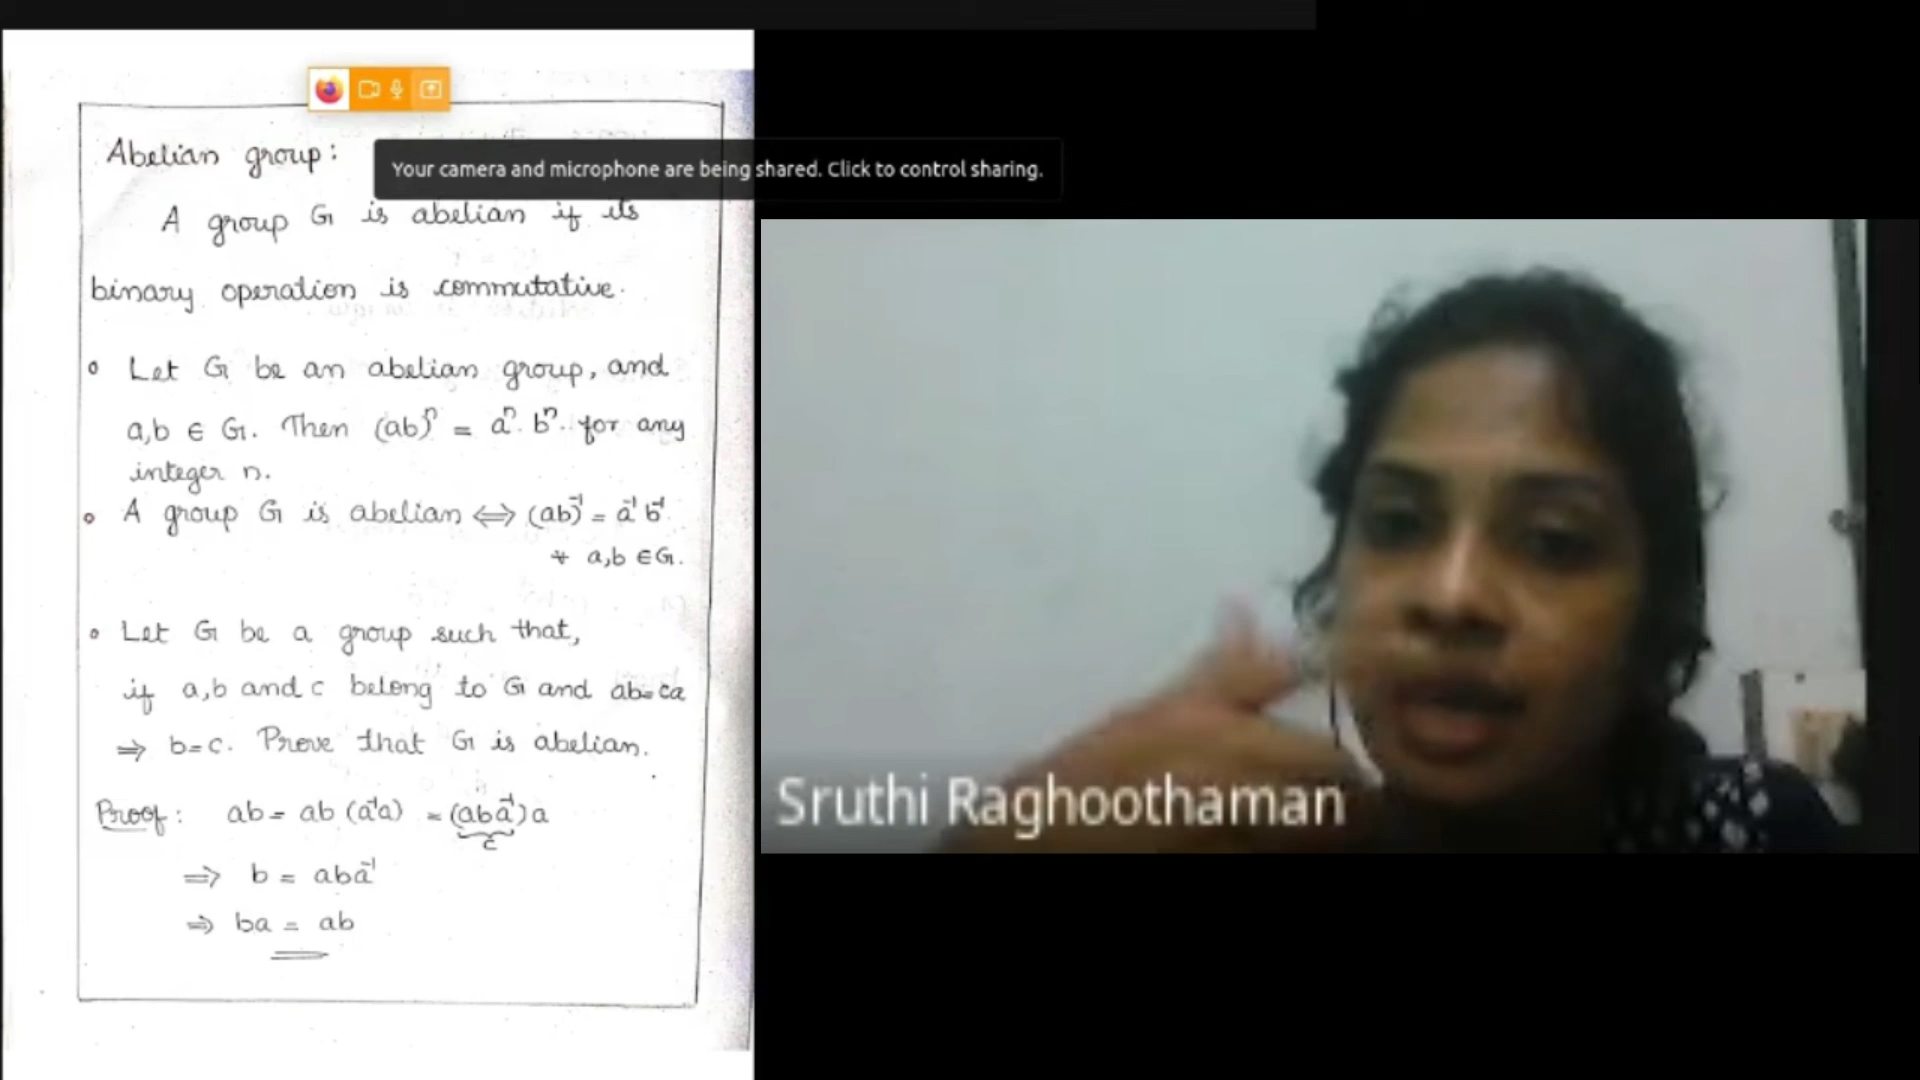 Abelian group:
Your camera and microphone are being shared. Click to control sharing.
A group G is abelian if its
binary operation is commutative.
Let G be an abelian group, and
a,b ∈ G. Then (ab)ⁿ = aⁿ. bⁿ. for any
integer n.
A group G is abelian ⟺ (ab)⁻¹ = a⁻¹ b⁻¹.
∀ a,b ∈ G.
Let G be a group such that,
if a,b and c belong to G and ab=ca
⇒ b=c. Prove that G is abelian.
Proof: ab = ab (a⁻¹a) = (aba⁻¹)a
c
⇒ b = aba⁻¹
⇒ ba = ab
Sruthi Raghoothaman